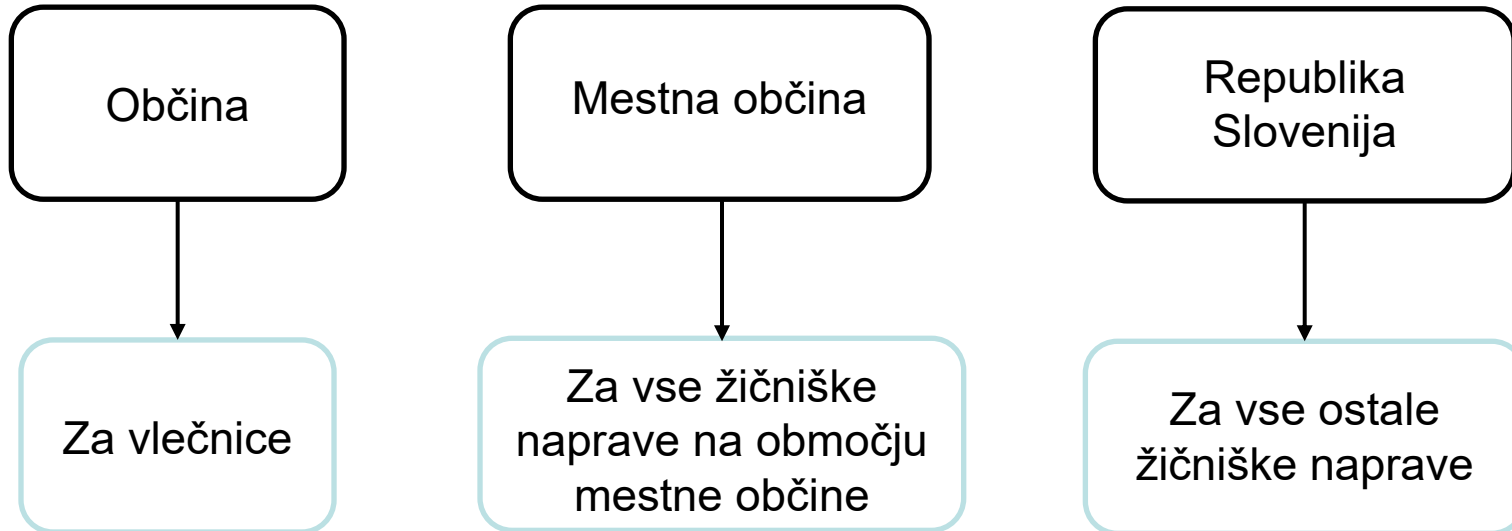 Občina
Mestna občina
Republika
Slovenija
Za vlečnice
Za vse žičniške
naprave na območju
mestne občine
Za vse ostale
žičniške naprave